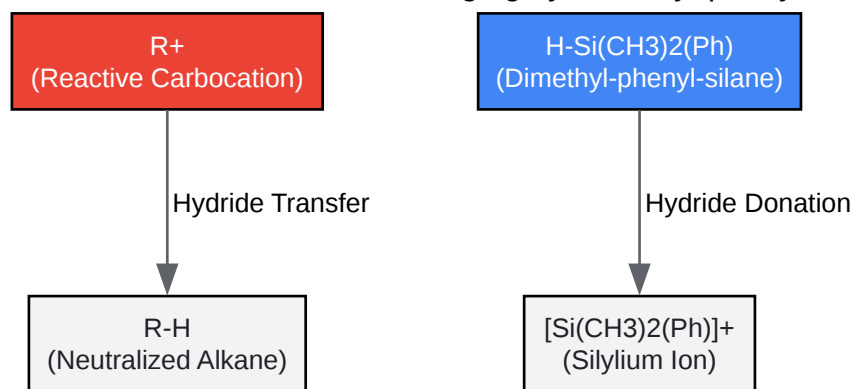 R+
(Reactive Carbocation)
H-Si(CH3)2(Ph)
(Dimethyl-phenyl-silane)
Hydride Transfer
Hydride Donation
R-H
(Neutralized Alkane)
[Si(CH3)2(Ph)]+
(Silylium Ion)